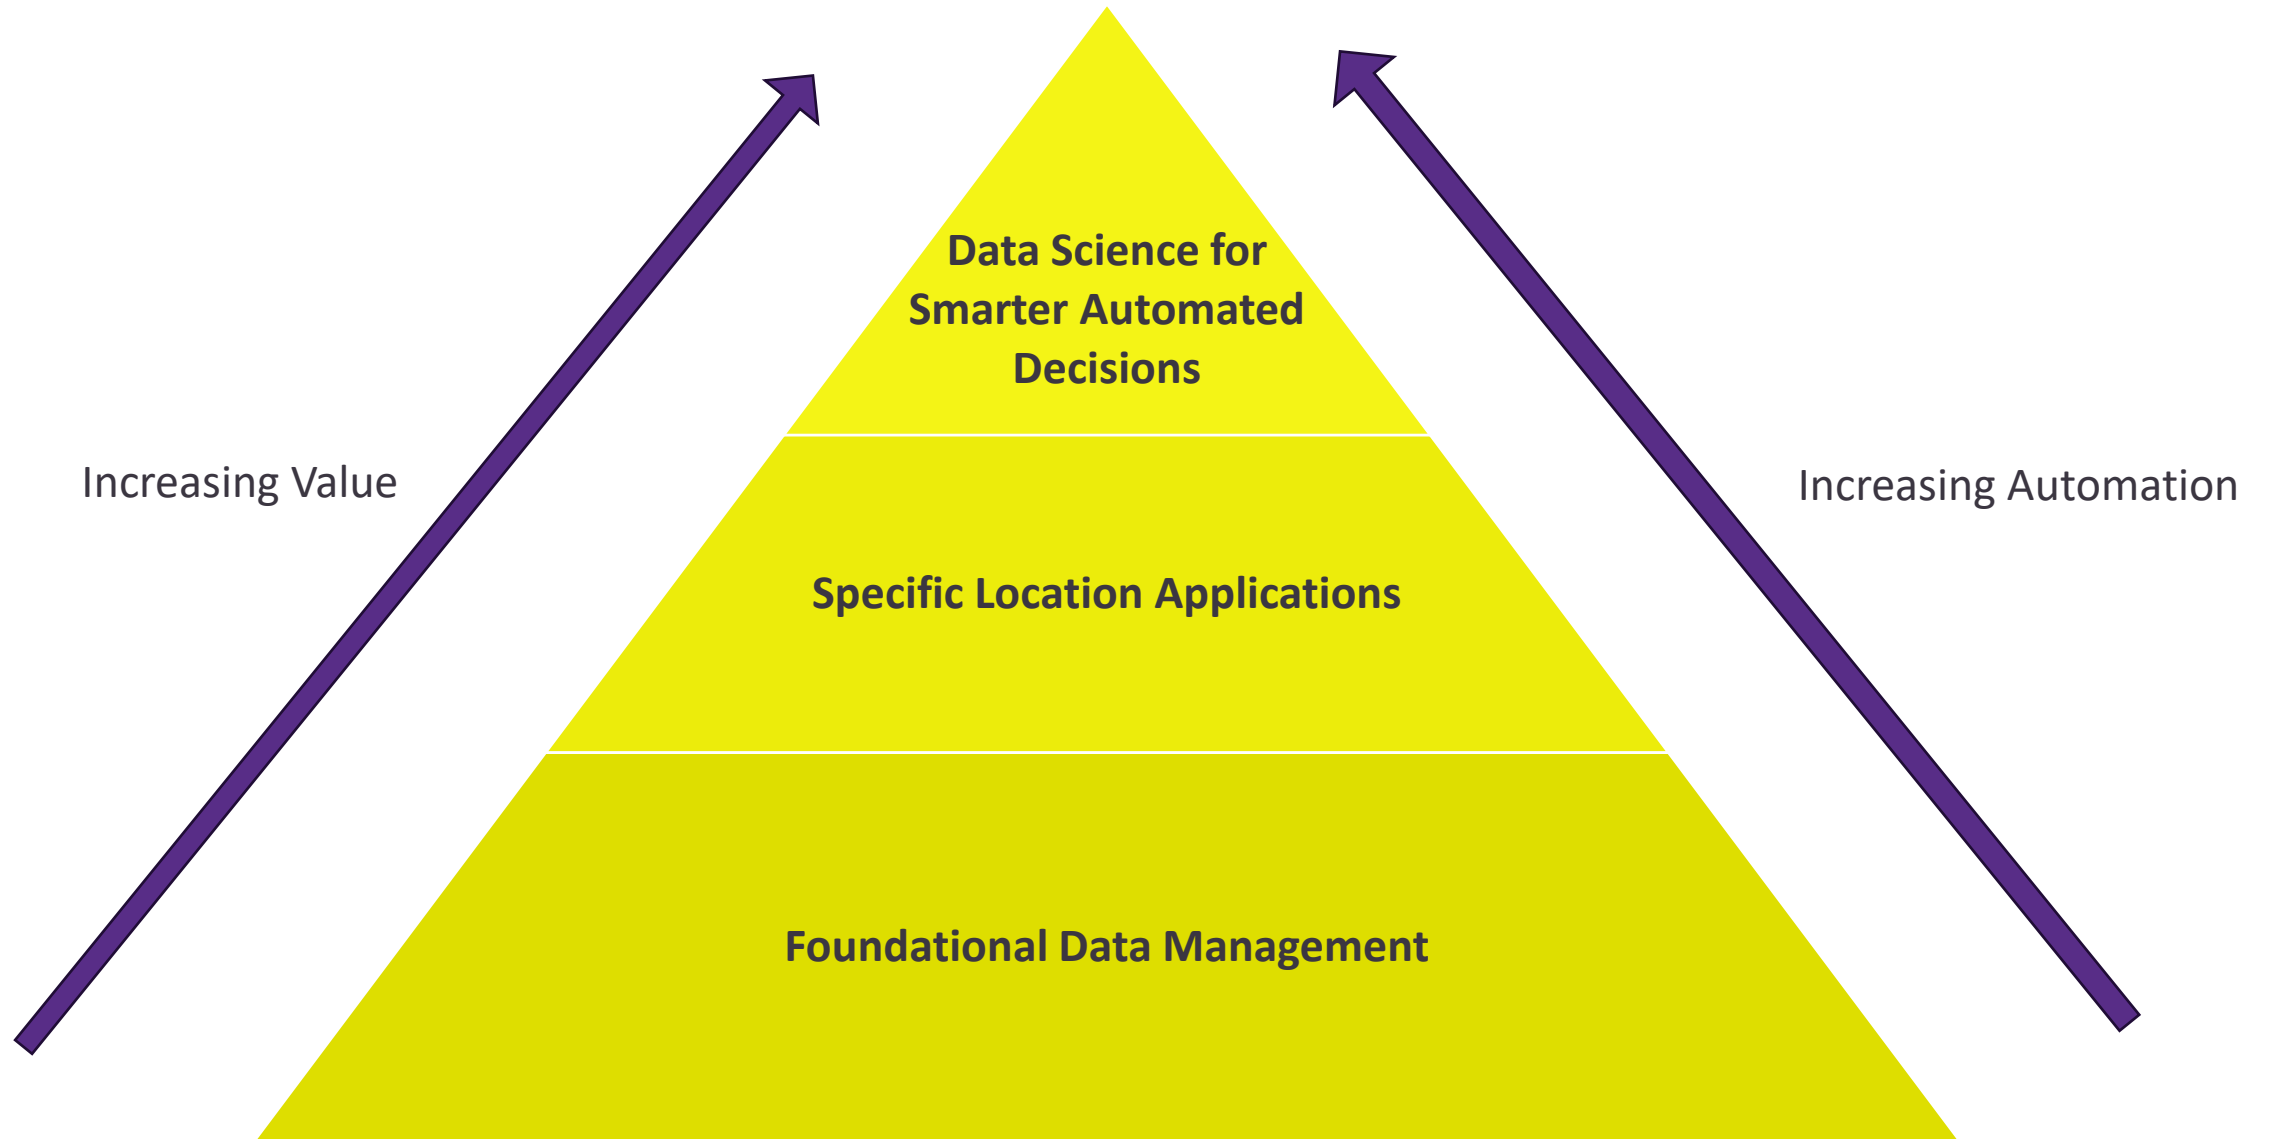 Data Science for
Smarter Automated
Decisions
Increasing Value
Increasing Automation
Specific Location Applications
Foundational Data Management